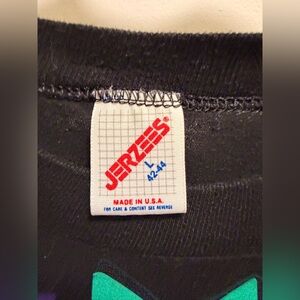 JERZEES®
L
42-44
MADE IN U.S.A.
FOR CARE & CONTENT SEE REVERSE